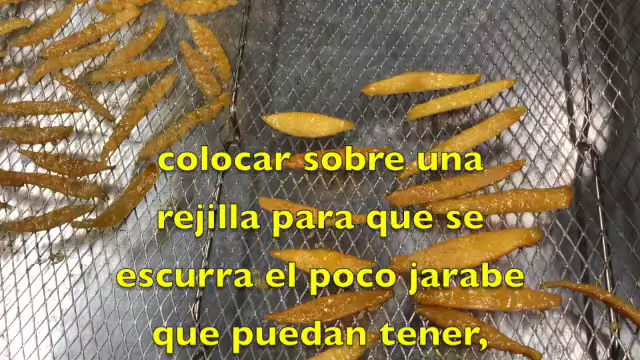 colocar sobre una
rejilla para que se
escurra el poco jarabe
que puedan tener,